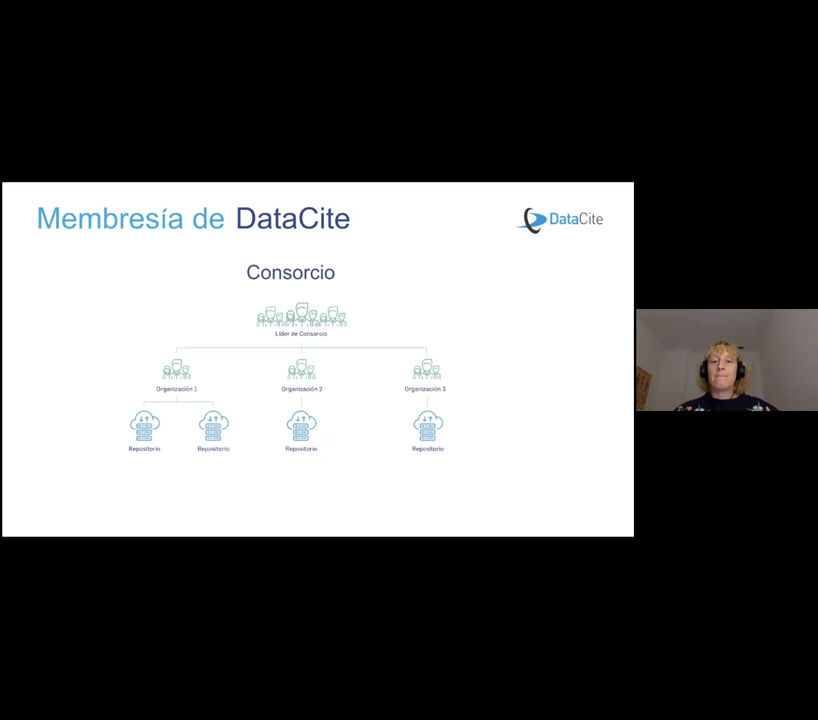 Membresía de DataCite
DataCite
Consorcio
Líder de Consorcio
Organización 1
Organización 2
Organización 3
Repositorio
Repositorio
Repositorio
Repositorio